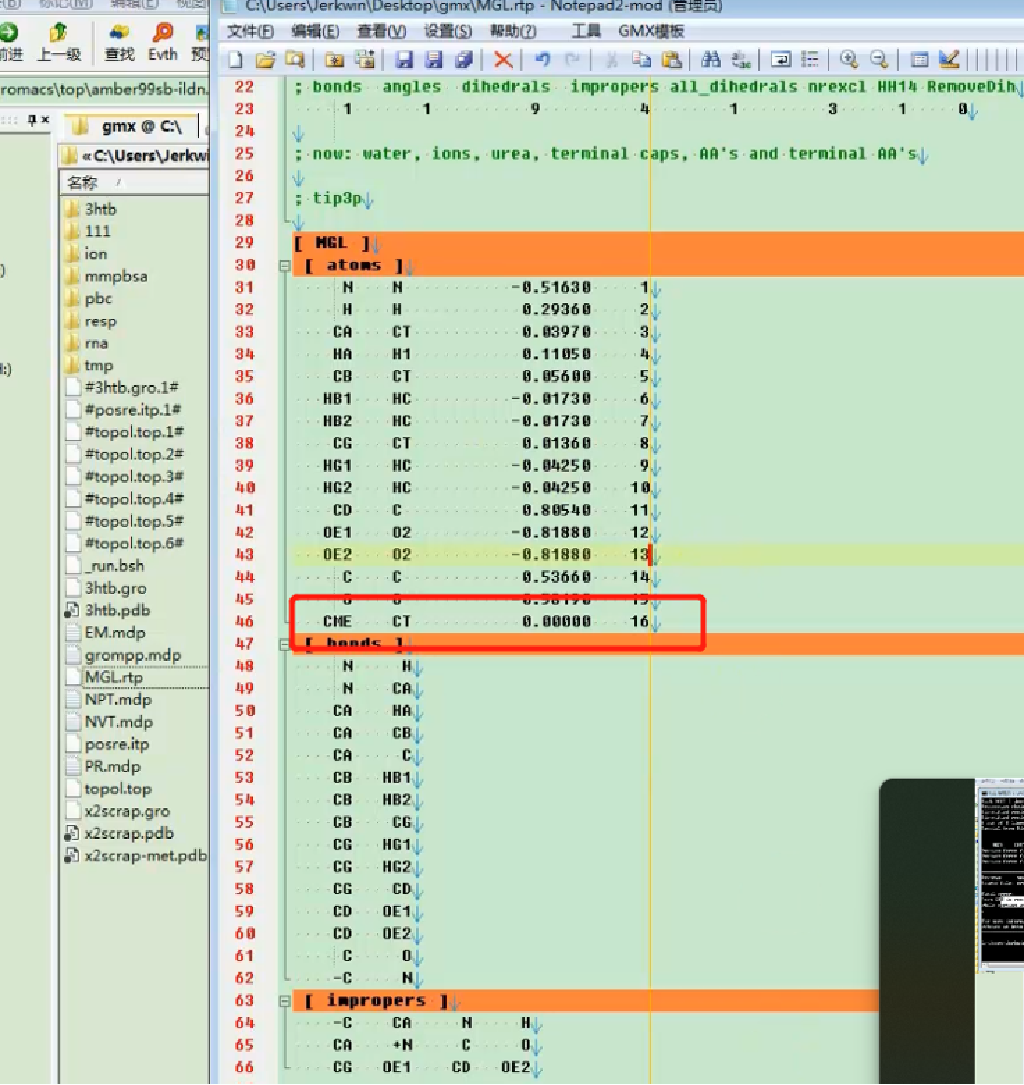 C:\Users\Jerkwin\Desktop\gmx\MGL.rtp - Notepad2-mod (管理员)
文件(F) 编辑(E) 查看(V) 设置(S) 帮助(?) 工具 GMX模板
前进 上一级 查找 Evth
romacs\top\amber99sb-ildn.
gmx @ C:\
«C:\Users\Jerkwi
名称
3htb
111
ion
mmpbsa
pbc
resp
rna
tmp
#3htb.gro.1#
#posre.itp.1#
#topol.top.1#
#topol.top.2#
#topol.top.3#
#topol.top.4#
#topol.top.5#
#topol.top.6#
_run.bsh
3htb.gro
3htb.pdb
EM.mdp
grompp.mdp
MGL.rtp
NPT.mdp
NVT.mdp
posre.itp
PR.mdp
topol.top
x2scrap.gro
x2scrap.pdb
x2scrap-met.pdb
22 ; bonds angles dihedrals impropers all_dihedrals nrexcl HH14 RemoveDih
23 1 1 9 4 1 3 1 0
24
25 ; now: water, ions, urea, terminal caps, AA's and terminal AA's
26
27 ; tip3p
28
29 [ MGL ]
30 [ atoms ]
31 N N -0.51630 1
32 H H 0.29360 2
33 CA CT 0.03970 3
34 HA H1 0.11050 4
35 CB CT 0.05600 5
36 HB1 HC -0.01730 6
37 HB2 HC -0.01730 7
38 CG CT 0.01360 8
39 HG1 HC -0.04250 9
40 HG2 HC -0.04250 10
41 CD C 0.80540 11
42 OE1 O2 -0.81880 12
43 OE2 O2 -0.81880 13
44 C C 0.53660 14
45 O O -0.58190 15
46 CME CT 0.00000 16
47 [ bonds ]
48 N H
49 N CA
50 CA HA
51 CA CB
52 CA C
53 CB HB1
54 CB HB2
55 CB CG
56 CG HG1
57 CG HG2
58 CG CD
59 CD OE1
60 CD OE2
61 C O
62 -C N
63 [ impropers ]
64 -C CA N H
65 CA +N C O
66 CG OE1 CD OE2